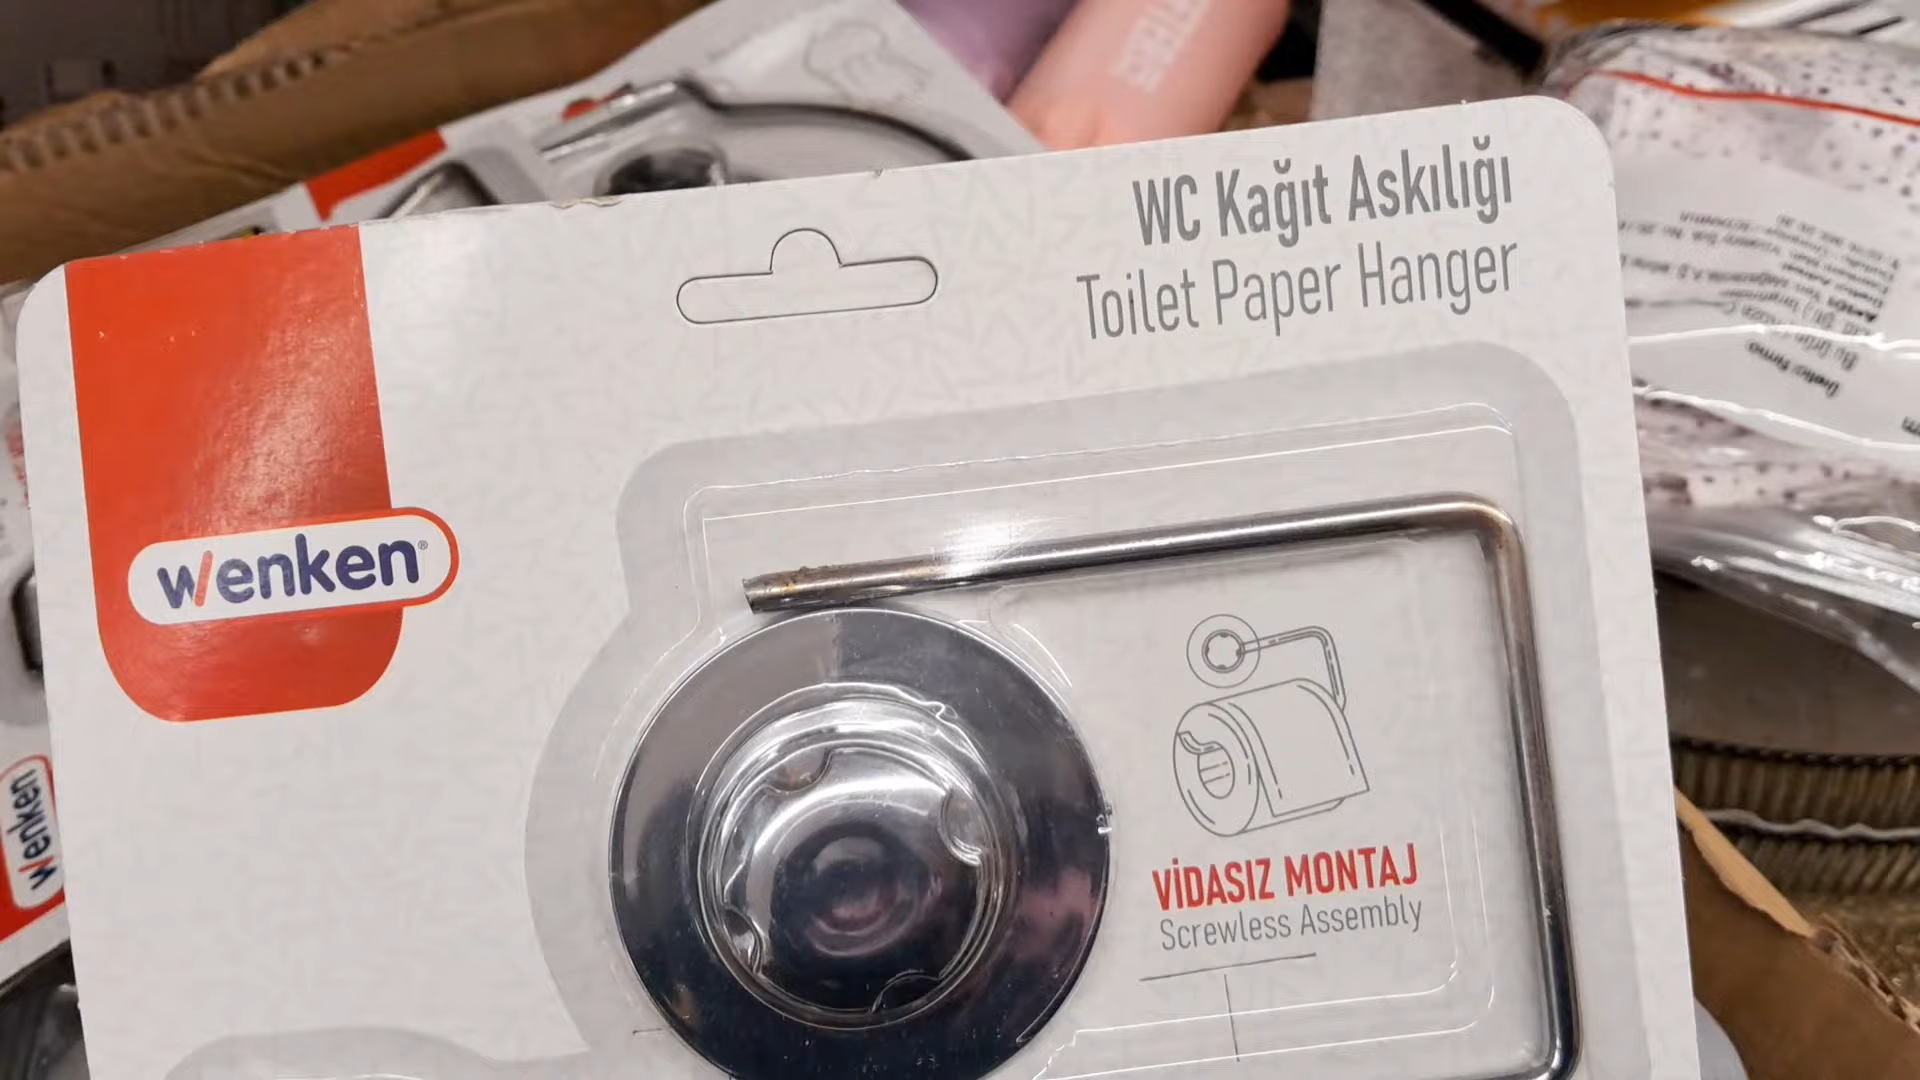 WC Kağıt Askılığı
Toilet Paper Hanger
wenken®
VİDASIZ MONTAJ
Screwless Assembly
wenken